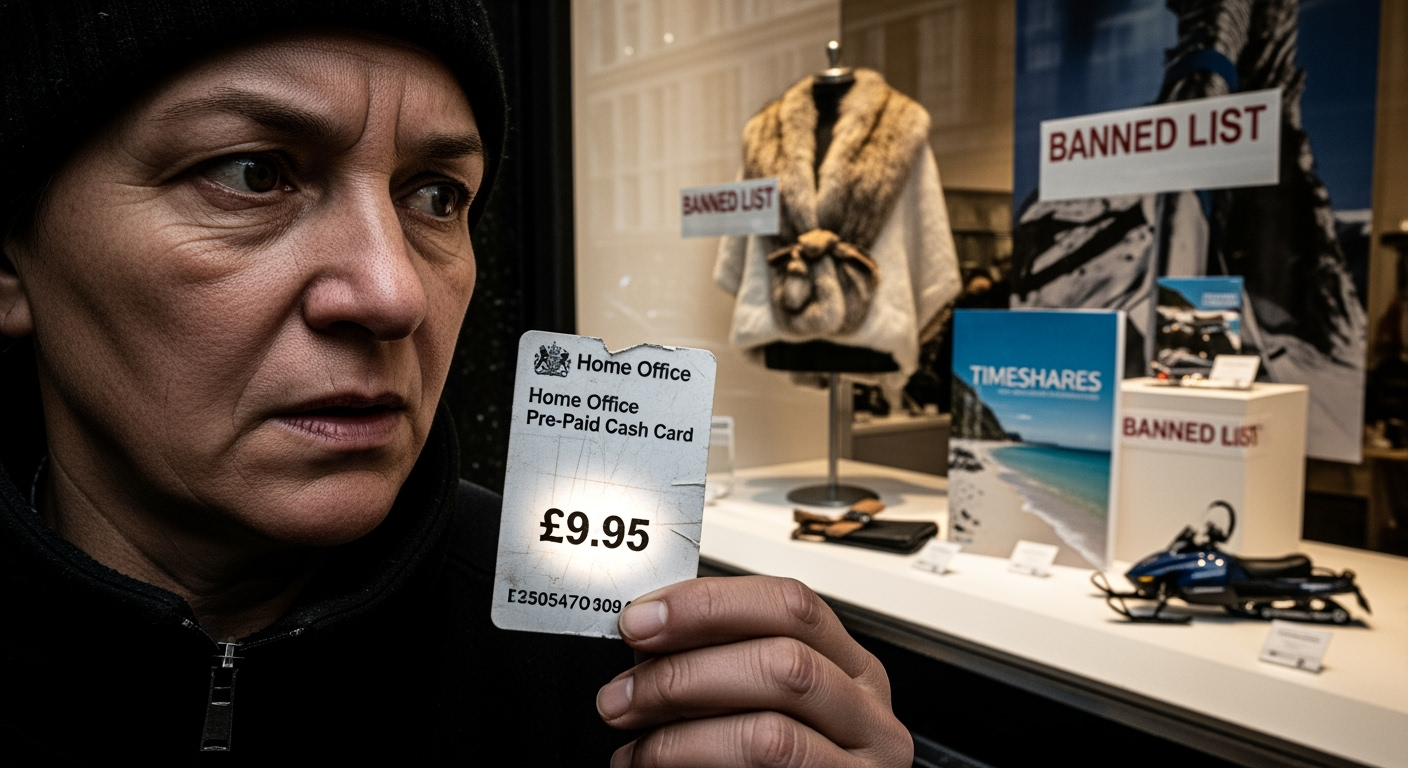 Home Office
Home Office
Pre-Paid Cash Card
£9.95
BANNED LIST
BANNED LIST
TIMESHARES
BANNED LIST